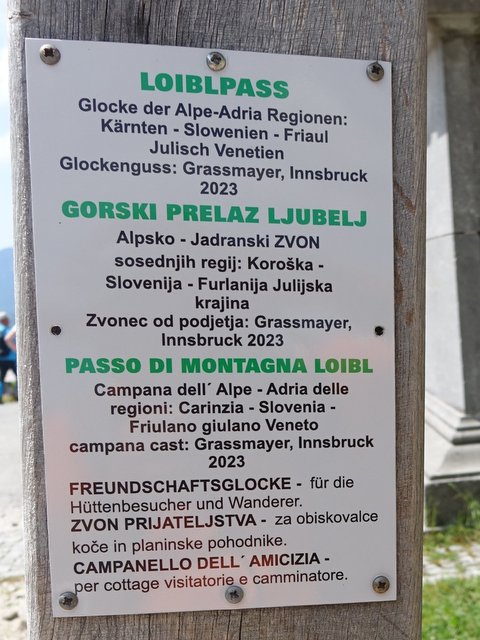 LOIBLPASS
Glocke der Alpe-Adria Regionen:
Kärnten - Slowenien - Friaul
Julisch Venetien
Glockenguss: Grassmayer, Innsbruck
2023
GORSKI PRELAZ LJUBELJ
Alpsko - Jadranski ZVON
sosednjih regij: Koroška -
Slovenija - Furlanija Julijska
krajina
Zvonec od podjetja: Grassmayer,
Innsbruck 2023
PASSO DI MONTAGNA LOIBL
Campana dell´ Alpe - Adria delle
regioni: Carinzia - Slovenia -
Friulano giulano Veneto
campana cast: Grassmayer, Innsbruck
2023
FREUNDSCHAFTSGLOCKE - für die
Hüttenbesucher und Wanderer.
ZVON PRIJATELJSTVA - za obiskovalce
koče in planinske pohodnike.
CAMPANELLO DELL´ AMICIZIA -
per cottage visitatorie e camminatore.